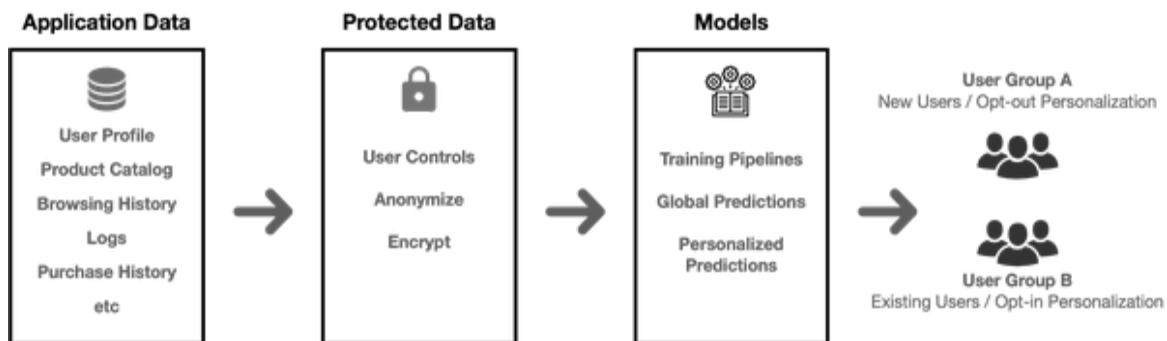 Application Data
User Profile
Product Catalog
Browsing History
Logs
Purchase History
etc
Protected Data
User Controls
Anonymize
Encrypt
Models
Training Pipelines
Global Predictions
Personalized
Predictions
User Group A
New Users / Opt-out Personalization
User Group B
Existing Users / Opt-in Personalization